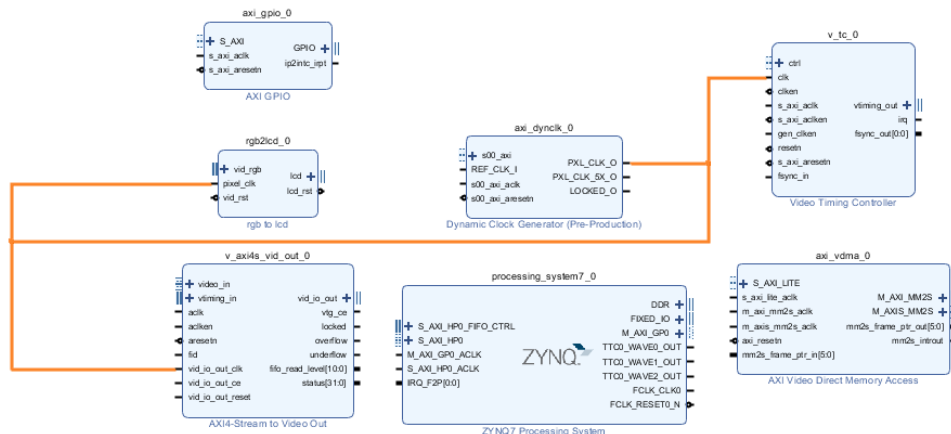 axi_gpio_0
S_AXI
s_axi_aclk
s_axi_aresetn
GPIO
ip2intc_irpt
AXI GPIO
v_tc_0
ctrl
clk
clken
s_axi_aclk
s_axi_aclken
gen_clken
resetn
s_axi_aresetn
fsync_in
vtiming_out
irq
fsync_out[0:0]
Video Timing Controller
rgb2lcd_0
vid_rgb
pixel_clk
vid_rst
lcd
lcd_rst
rgb to lcd
axi_dynclk_0
s00_axi
REF_CLK_I
s00_axi_aclk
s00_axi_aresetn
PXL_CLK_O
PXL_CLK_5X_O
LOCKED_O
Dynamic Clock Generator (Pre-Production)
v_axi4s_vid_out_0
video_in
vtiming_in
aclk
aclken
aresetn
fid
vid_io_out_clk
vid_io_out_ce
vid_io_out_reset
vid_io_out
vtg_ce
locked
overflow
underflow
fifo_read_level[10:0]
status[31:0]
AXI4-Stream to Video Out
processing_system7_0
S_AXI_HP0_FIFO_CTRL
S_AXI_HP0
M_AXI_GP0_ACLK
S_AXI_HP0_ACLK
IRQ_F2P[0:0]
ZYNQ
DDR
FIXED_IO
M_AXI_GP0
TTC0_WAVE0_OUT
TTC0_WAVE1_OUT
TTC0_WAVE2_OUT
FCLK_CLK0
FCLK_RESET0_N
ZYNQ7 Processing System
axi_vdma_0
S_AXI_LITE
s_axi_lite_aclk
m_axi_mm2s_aclk
m_axis_mm2s_aclk
axi_resetn
mm2s_frame_ptr_in[5:0]
M_AXI_MM2S
M_AXIS_MM2S
mm2s_frame_ptr_out[5:0]
mm2s_introut
AXI Video Direct Memory Access